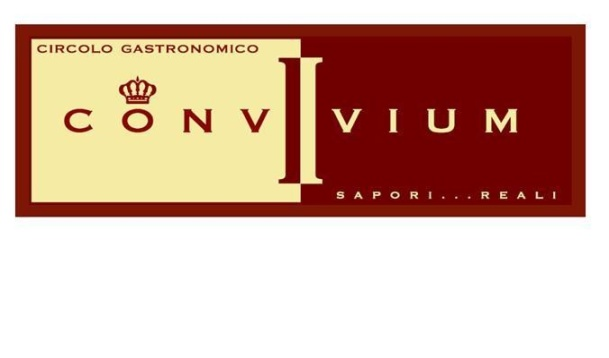 CIRCOLO GASTRONOMICO
CONVIVIUM
SAPORI...REALI